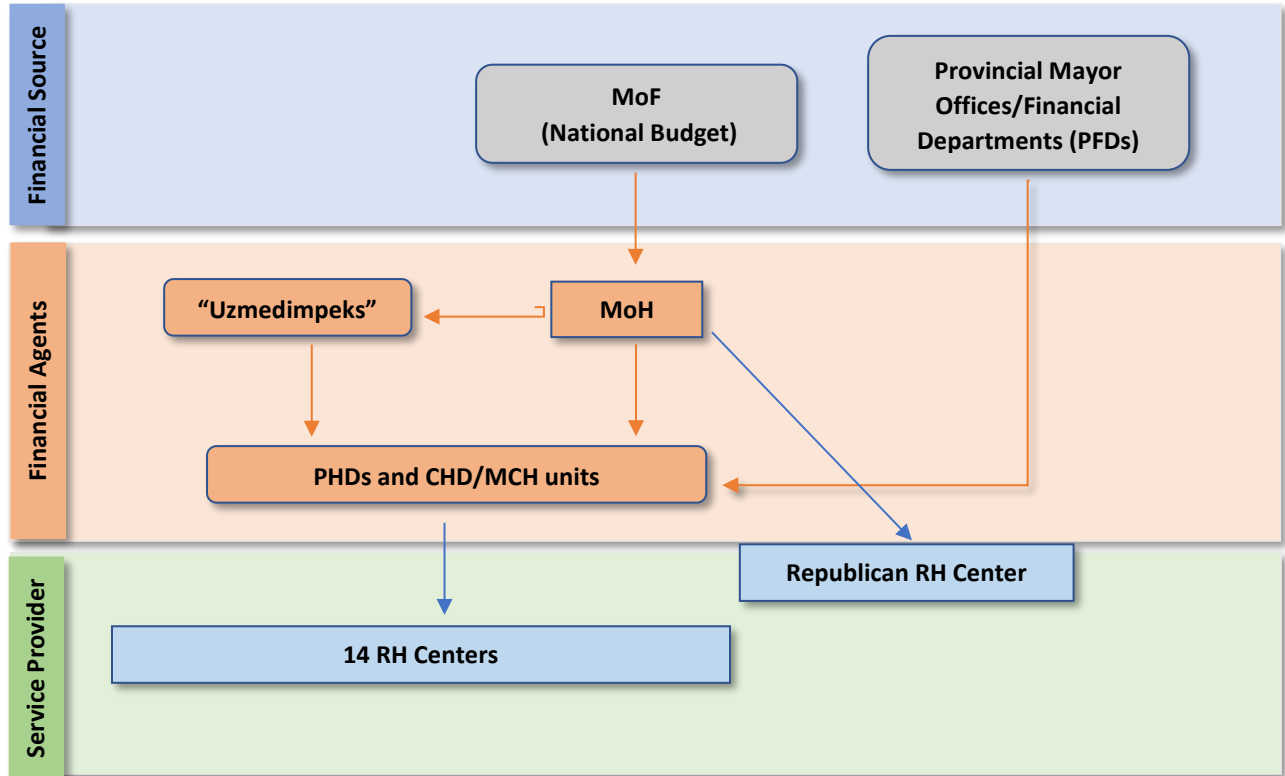 Financial Source
MoF
(National Budget)
Provincial Mayor
Offices/Financial
Departments (PFDs)
Financial Agents
“Uzmedimpeks”
MoH
PHDs and CHD/MCH units
Republican RH Center
Service Provider
14 RH Centers